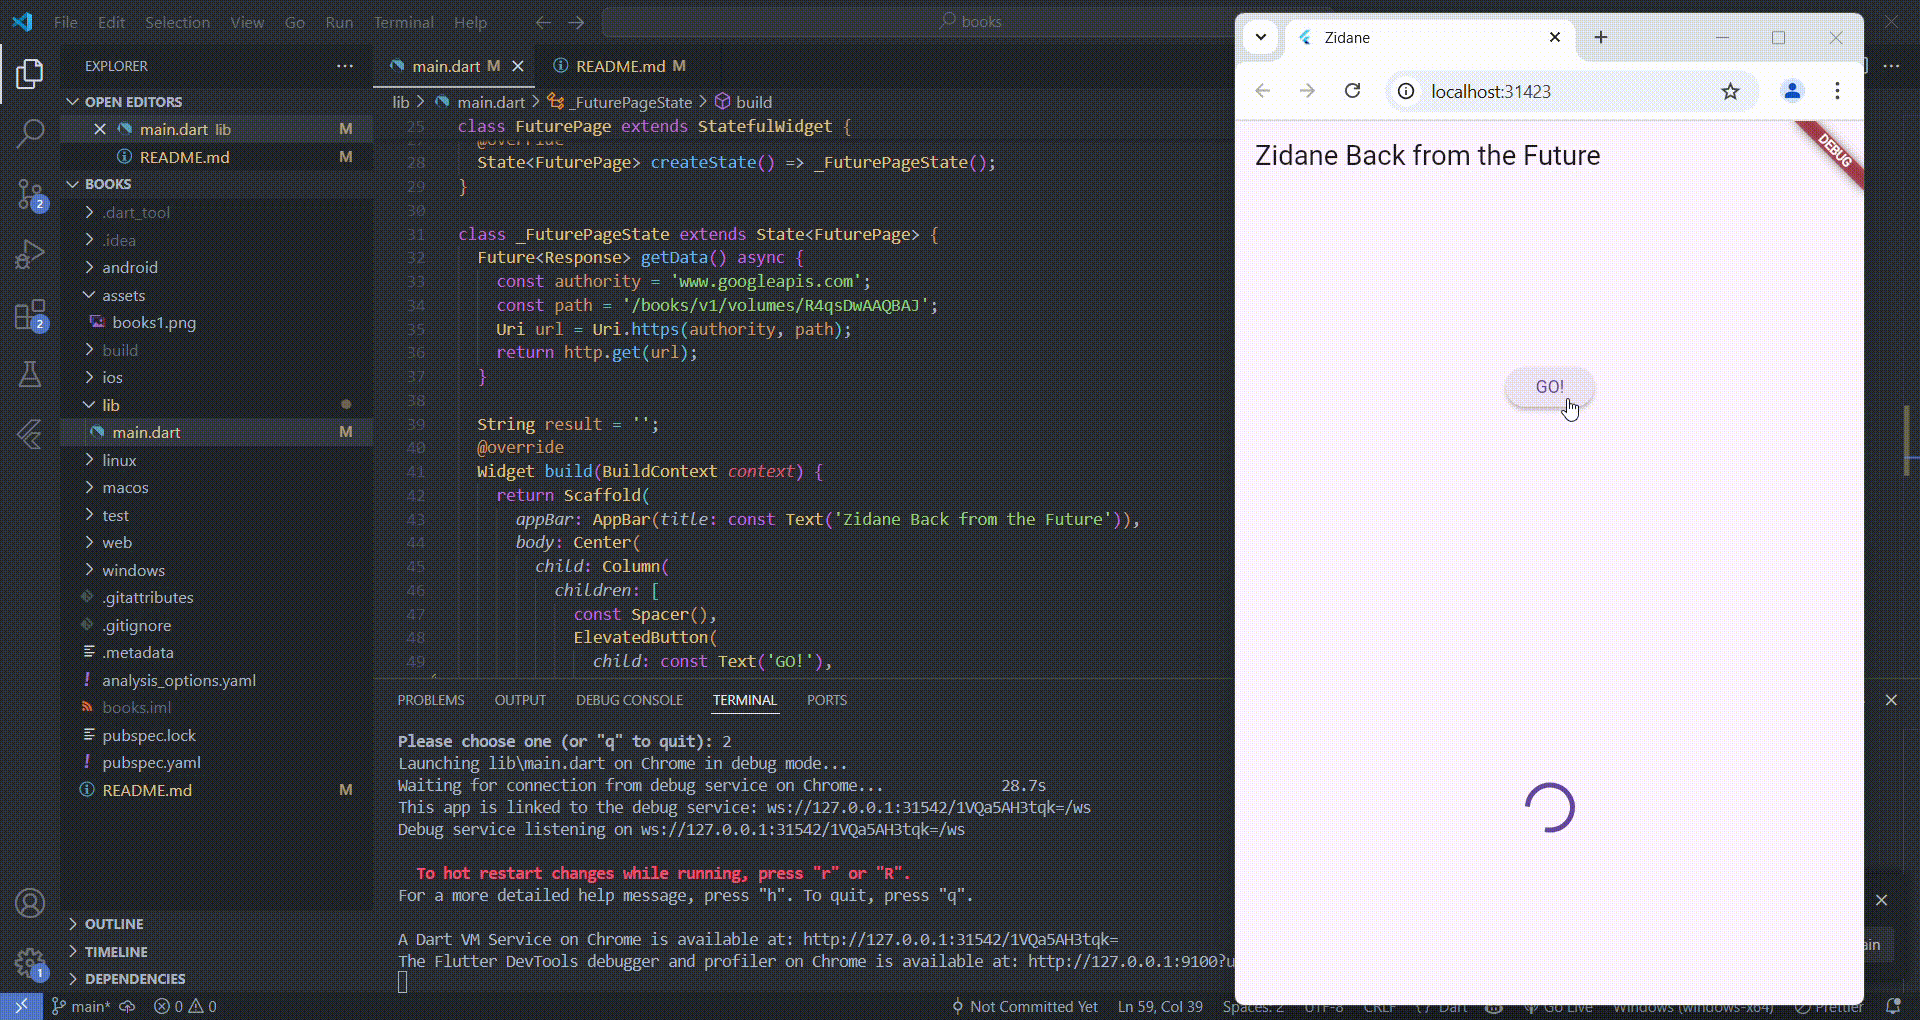 File Edit Selection View Go Run Terminal Help
books
EXPLORER
OPEN EDITORS
main.dart lib M
README.md M
BOOKS
.dart_tool
.idea
android
assets
books1.png
build
ios
lib
main.dart M
linux
macos
test
web
windows
.gitattributes
.gitignore
.metadata
analysis_options.yaml
books.iml
pubspec.lock
pubspec.yaml
README.md M
OUTLINE
TIMELINE
DEPENDENCIES
2
2
1
main.dart M
README.md M
lib > main.dart > _FuturePageState > build
25 class FuturePage extends StatefulWidget {
27 @override
28 State<FuturePage> createState() => _FuturePageState();
29 }
30
31 class _FuturePageState extends State<FuturePage> {
32 Future<Response> getData() async {
33 const authority = 'www.googleapis.com';
34 const path = '/books/v1/volumes/R4qsDwAAQBAJ';
35 Uri url = Uri.https(authority, path);
36 return http.get(url);
37 }
38
39 String result = '';
40 @override
41 Widget build(BuildContext context) {
42 return Scaffold(
43 appBar: AppBar(title: const Text('Zidane Back from the Future')),
44 body: Center(
45 child: Column(
46 children: [
47 const Spacer(),
48 ElevatedButton(
49 child: const Text('GO!'),
PROBLEMS OUTPUT DEBUG CONSOLE TERMINAL PORTS
Please choose one (or "q" to quit): 2
Launching lib\main.dart on Chrome in debug mode...
Waiting for connection from debug service on Chrome... 28.7s
This app is linked to the debug service: ws://127.0.0.1:31542/1VQa5AH3tqk=/ws
Debug service listening on ws://127.0.0.1:31542/1VQa5AH3tqk=/ws
To hot restart changes while running, press "r" or "R".
For a more detailed help message, press "h". To quit, press "q".
A Dart VM Service on Chrome is available at: http://127.0.0.1:31542/1VQa5AH3tqk=
The Flutter DevTools debugger and profiler on Chrome is available at: http://127.0.0.1:9100?u
main* 0 0
Not Committed Yet Ln 59, Col 39 Spaces: 2 UTF-8 CRLF { } Dart Go Live Windows (windows-x64) Prettier
Zidane
localhost:31423
Zidane Back from the Future
DEBUG
GO!
ain